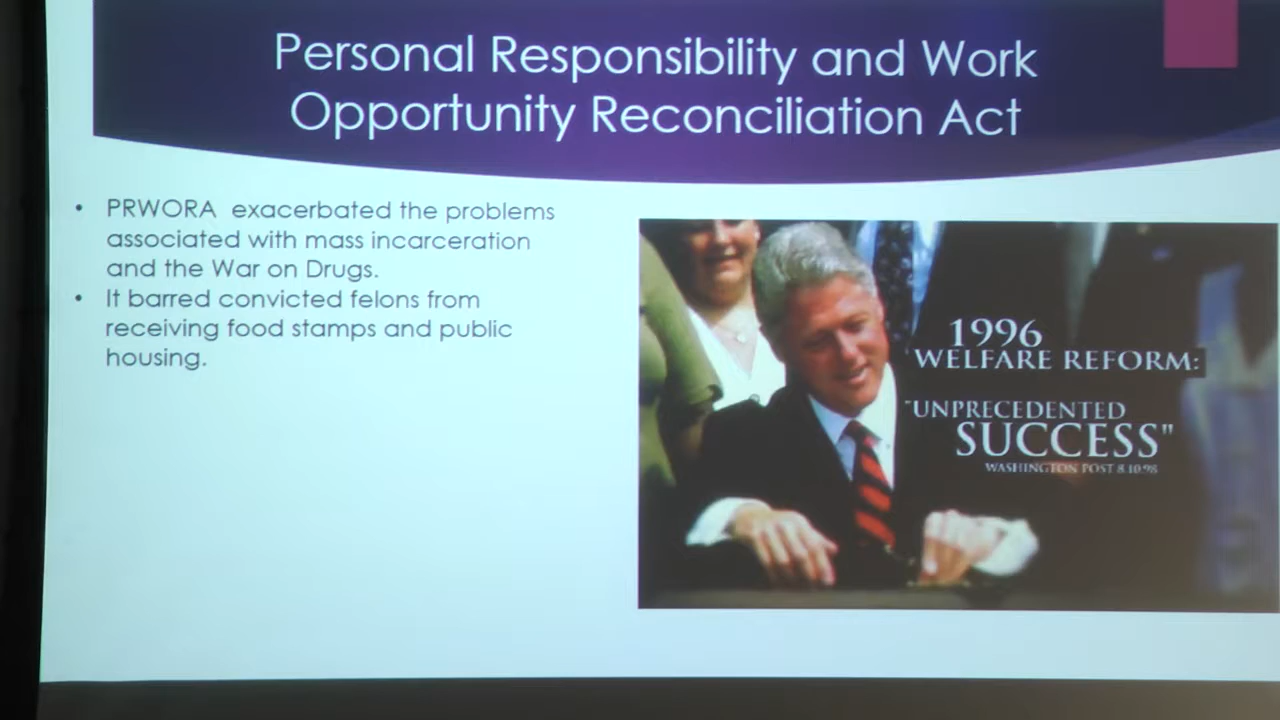 Personal Responsibility and Work
Opportunity Reconciliation Act
• PRWORA exacerbated the problems
associated with mass incarceration
and the War on Drugs.
• It barred convicted felons from
receiving food stamps and public
housing.
1996
WELFARE REFORM:
"UNPRECEDENTED
SUCCESS"
WASHINGTON POST 8.10.98